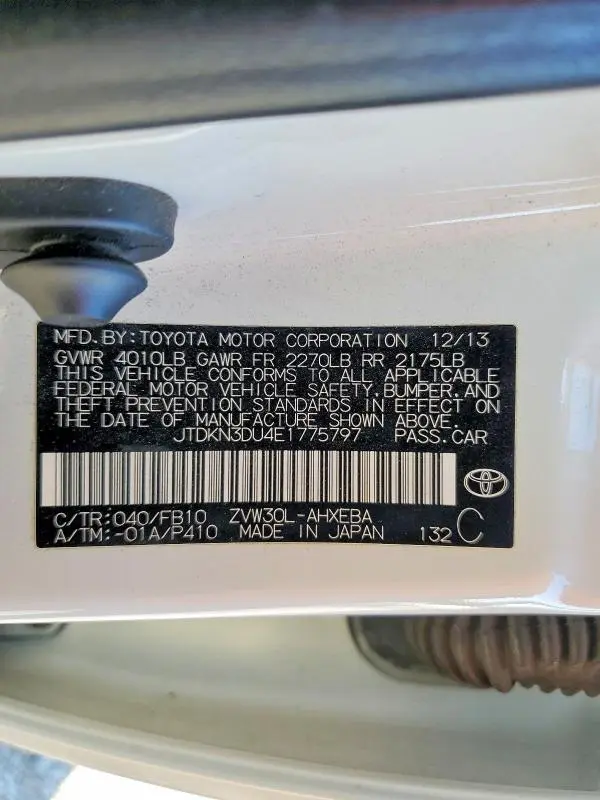 MFD.BY:TOYOTA MOTOR CORPORATION 12/13
GVWR 4010LB GAWR FR 2270LB RR 2175LB
THIS VEHICLE CONFORMS TO ALL APPLICABLE
FEDERAL MOTOR VEHICLE SAFETY,BUMPER,AND
THEFT PREVENTION STANDARDS IN EFFECT ON
THE DATE OF MANUFACTURE SHOWN ABOVE.
JTDKN3DU4E1775797 PASS.CAR
C/TR:040/FB10 ZVW30L-AHXEBA
A/TM:-01A/P410 MADE IN JAPAN 132 C